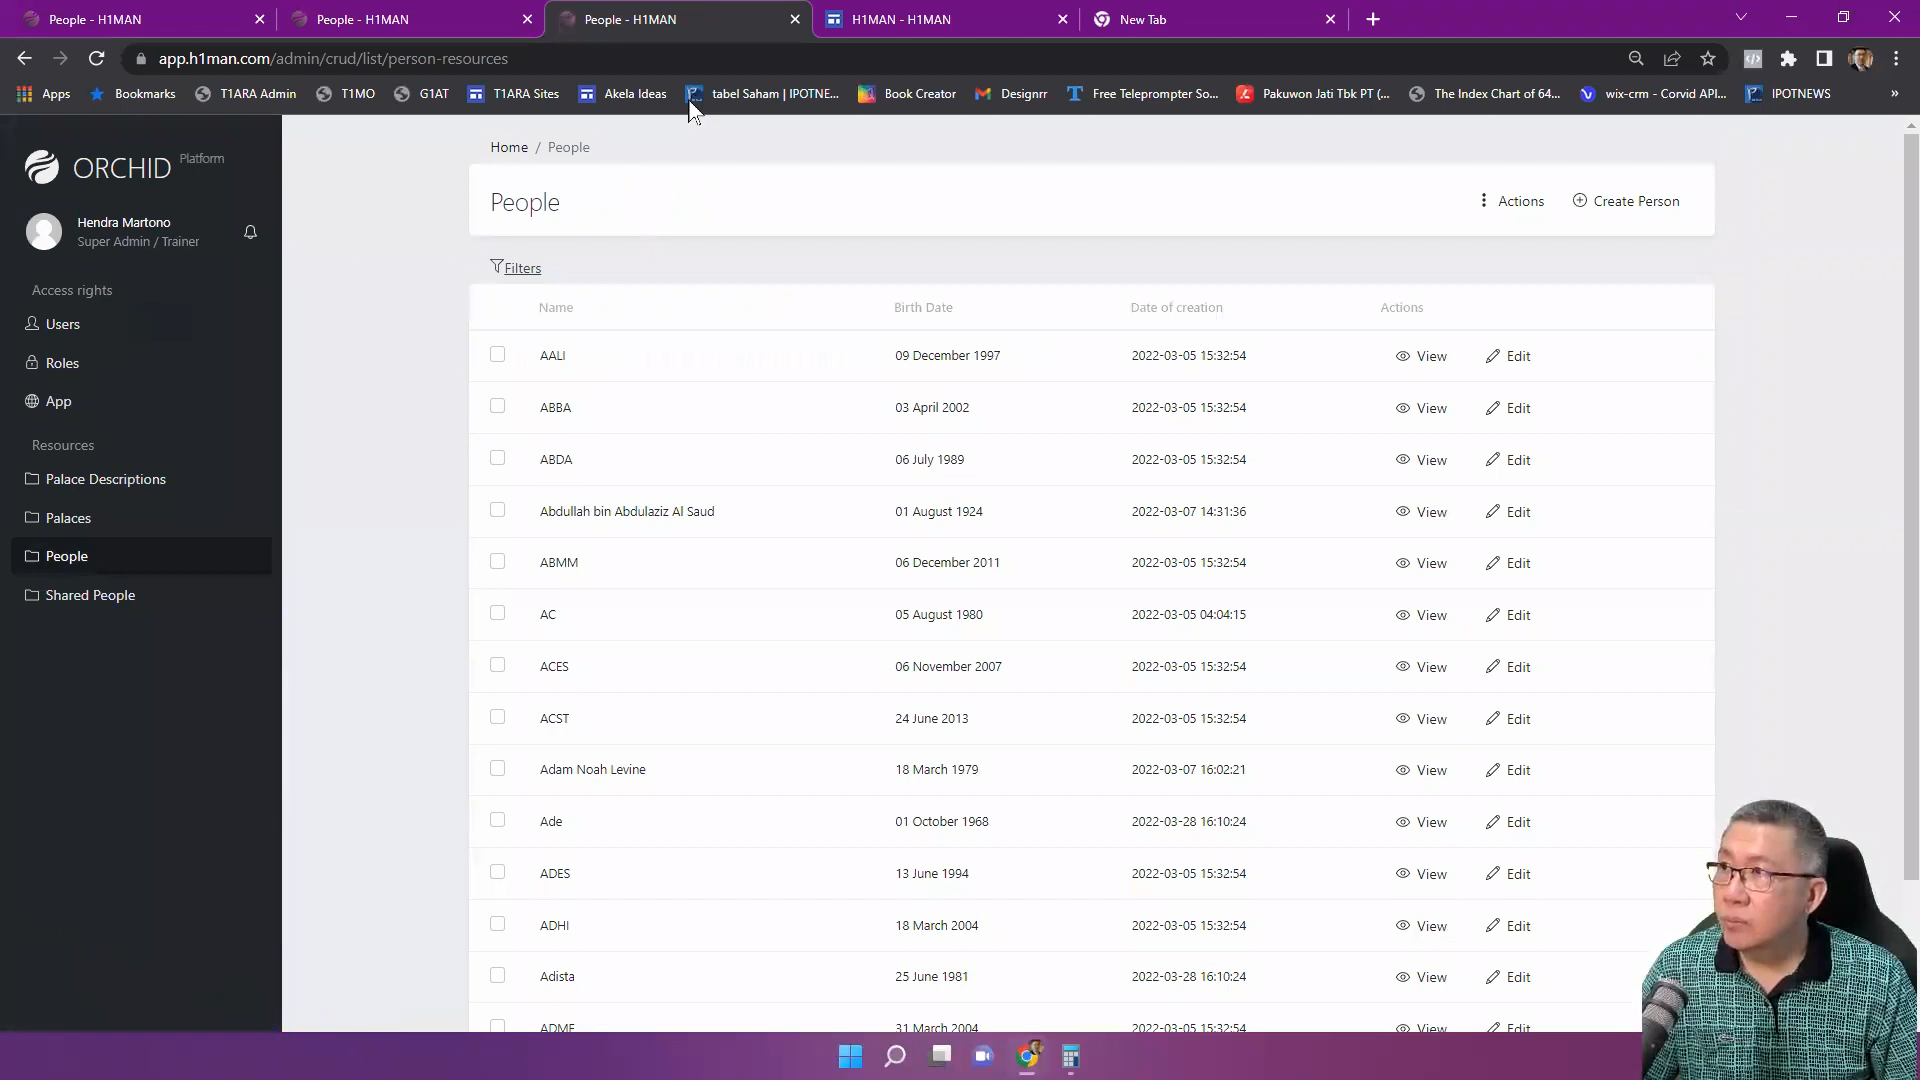 People - H1MAN
People - H1MAN
People - H1MAN
H1MAN - H1MAN
New Tab
app.h1man.com/admin/crud/list/person-resources
Apps
Bookmarks
T1ARA Admin
T1MO
G1AT
T1ARA Sites
Akela Ideas
tabel Saham | IPOTNE...
Book Creator
Designrr
Free Teleprompter So...
Pakuwon Jati Tbk PT (...
The Index Chart of 64...
wix-crm - Corvid API...
IPOTNEWS
»
ORCHID Platform
Hendra Martono
Super Admin / Trainer
Access rights
Users
Roles
App
Resources
Palace Descriptions
Palaces
People
Shared People
Home / People
People
Actions
Create Person
Filters
Name Birth Date Date of creation Actions
AALI 09 December 1997 2022-03-05 15:32:54 View Edit
ABBA 03 April 2002 2022-03-05 15:32:54 View Edit
ABDA 06 July 1989 2022-03-05 15:32:54 View Edit
Abdullah bin Abdulaziz Al Saud 01 August 1924 2022-03-07 14:31:36 View Edit
ABMM 06 December 2011 2022-03-05 15:32:54 View Edit
AC 05 August 1980 2022-03-05 04:04:15 View Edit
ACES 06 November 2007 2022-03-05 15:32:54 View Edit
ACST 24 June 2013 2022-03-05 15:32:54 View Edit
Adam Noah Levine 18 March 1979 2022-03-07 16:02:21 View Edit
Ade 01 October 1968 2022-03-28 16:10:24 View Edit
ADES 13 June 1994 2022-03-05 15:32:54 View Edit
ADHI 18 March 2004 2022-03-05 15:32:54 View Edit
Adista 25 June 1981 2022-03-28 16:10:24 View Edit
31 March 2004 2022-03-05 15:32:54 View Edit